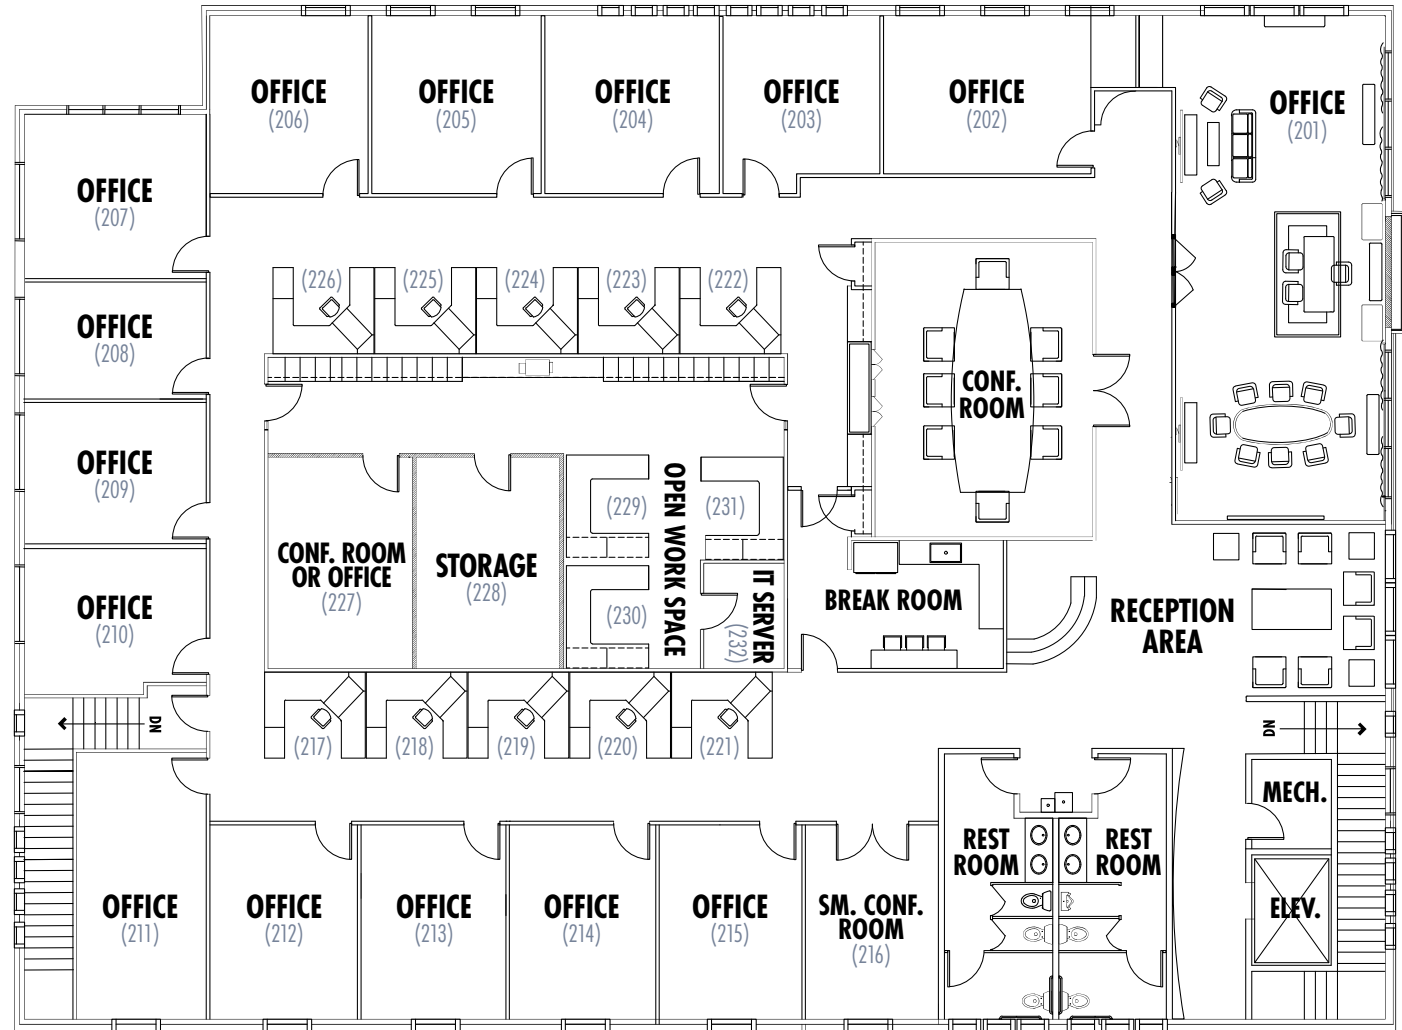 OFFICE
(206)
OFFICE
(205)
OFFICE
(204)
OFFICE
(203)
OFFICE
(202)
OFFICE
(201)
OFFICE
(207)
(226)
(225)
(224)
(223)
(222)
OFFICE
(208)
CONF.
ROOM
OFFICE
(209)
CONF. ROOM
OR OFFICE
(227)
STORAGE
(228)
(229)
(230)
OPEN WORK SPACE
(231)
IT SERVER
(232)
BREAK ROOM
RECEPTION
AREA
OFFICE
(210)
DN
(217)
(218)
(219)
(220)
(221)
DN
MECH.
REST
ROOM
REST
ROOM
OFFICE
(211)
OFFICE
(212)
OFFICE
(213)
OFFICE
(214)
OFFICE
(215)
SM. CONF.
ROOM
(216)
ELEV.